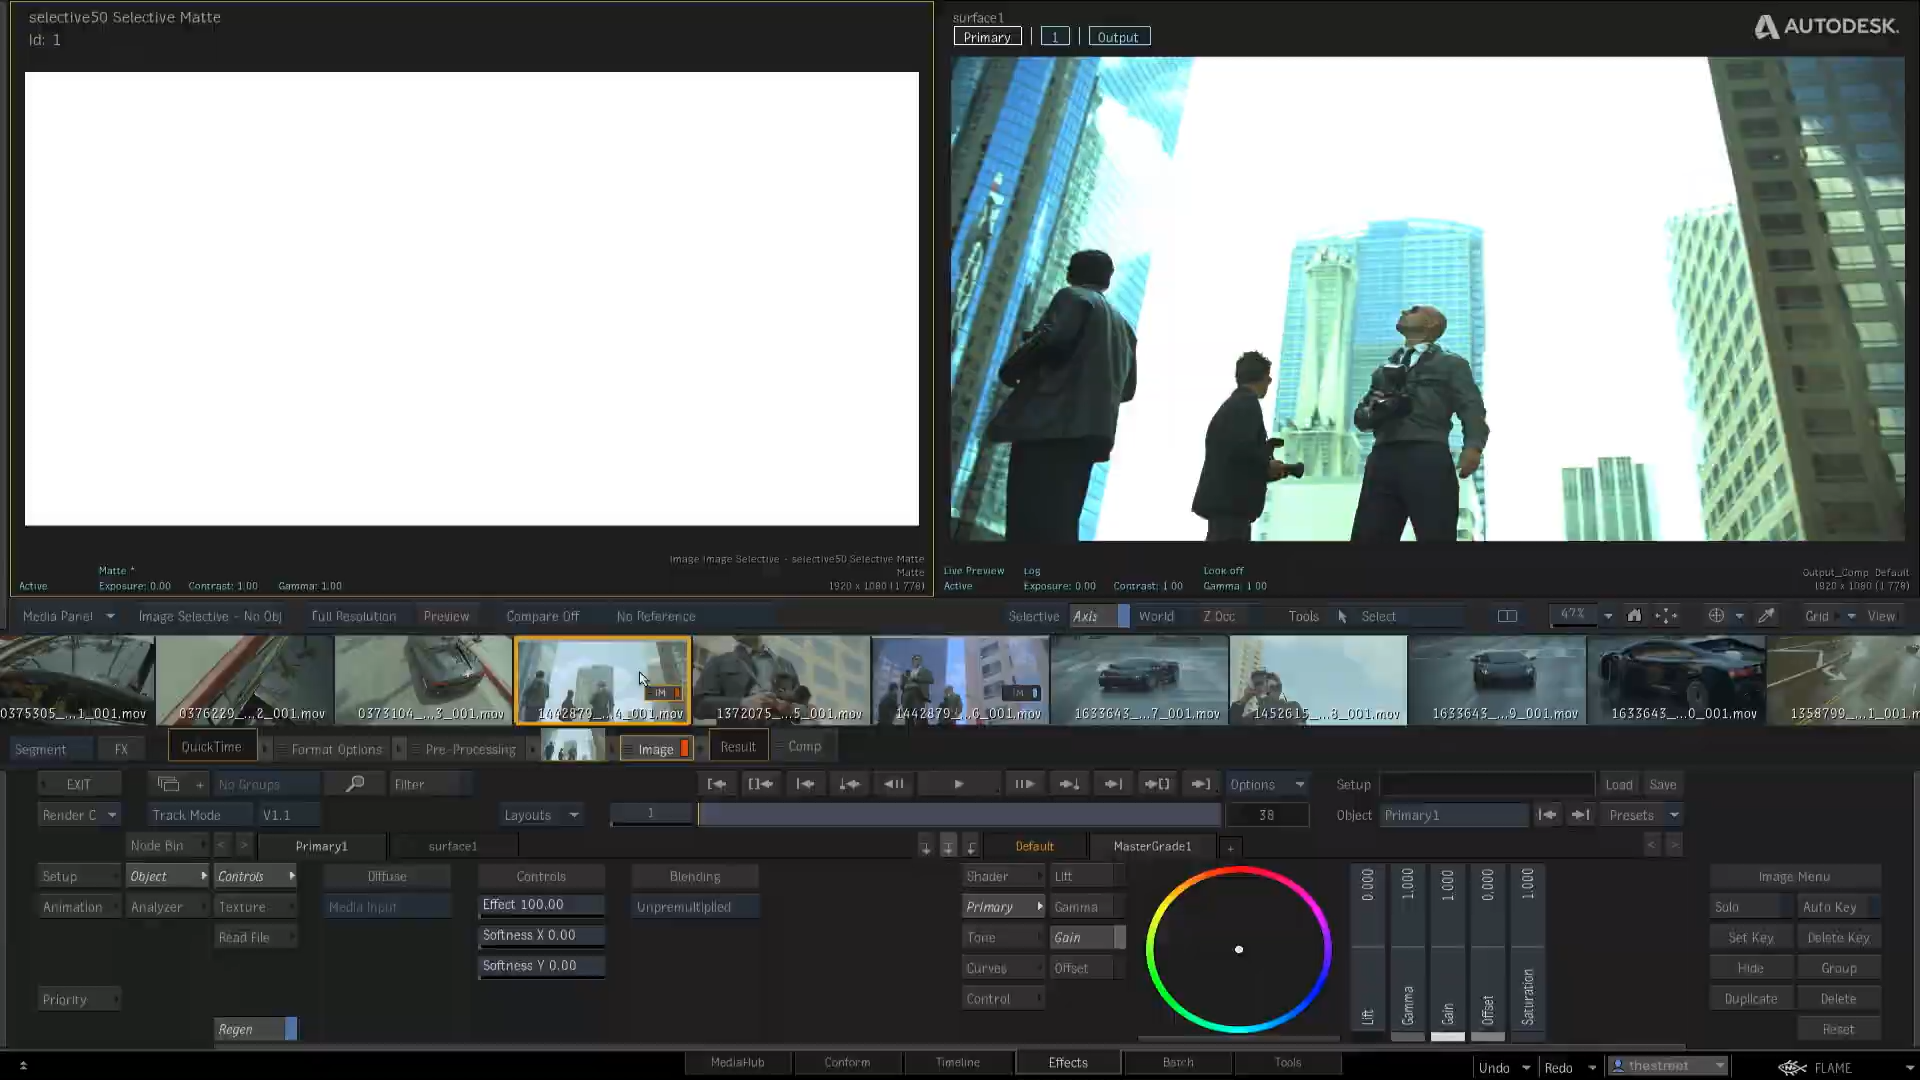 selective50 Selective Matte
Id: 1
surface1
Primary | 1 | Output
AUTODESK.
Image Image Selective - selective50 Selective Matte
Matte * Matte
Active Exposure: 0.00 Contrast: 1.00 Gamma: 1.00 1920 x 1080 (1.778)
Live Preview Log Look off Output_Comp Default
Active Exposure: 0.00 Contrast: 1.00 Gamma: 1.00 1920 x 1080 (1.778)
Media Panel Image Selective - No Obj Full Resolution Preview Compare Off No Reference Selective Axis World Z Occ Tools Select 47% Grid View
IM IM
0375305_...1_001.mov 0376229_...2_001.mov 0373104_...3_001.mov 1442879_...4_001.mov 1372075_...5_001.mov 1442879_...6_001.mov 1633643_...7_001.mov 1452615_...8_001.mov 1633643_...9_001.mov 1633643_...0_001.mov 1358799_...1_001.m
Segment FX QuickTime Format Options Pre-Processing Image Result Comp
EXIT + No Groups Filter Options Setup Load Save
Render C Track Mode V1.1 Layouts 1 38 Object Primary1 Presets
Node Bin < > Primary1 surface1 Default MasterGrade1 + < >
Setup Object Controls Diffuse Controls Blending Shader Lift 0.000 1.000 1.000 0.000 1.000 Image Menu
Animation Analyzer Texture Media Input Effect 100.00 Unpremultiplied Primary Gamma Solo Auto Key
Read File Softness X 0.00 Tone Gain Set Key Delete Key
Softness Y 0.00 Curves Offset Hide Group
Priority Control Lift Gamma Gain Offset Saturation Duplicate Delete
Regen Reset
MediaHub Conform Timeline Effects Batch Tools Undo Redo thestreet FLAME